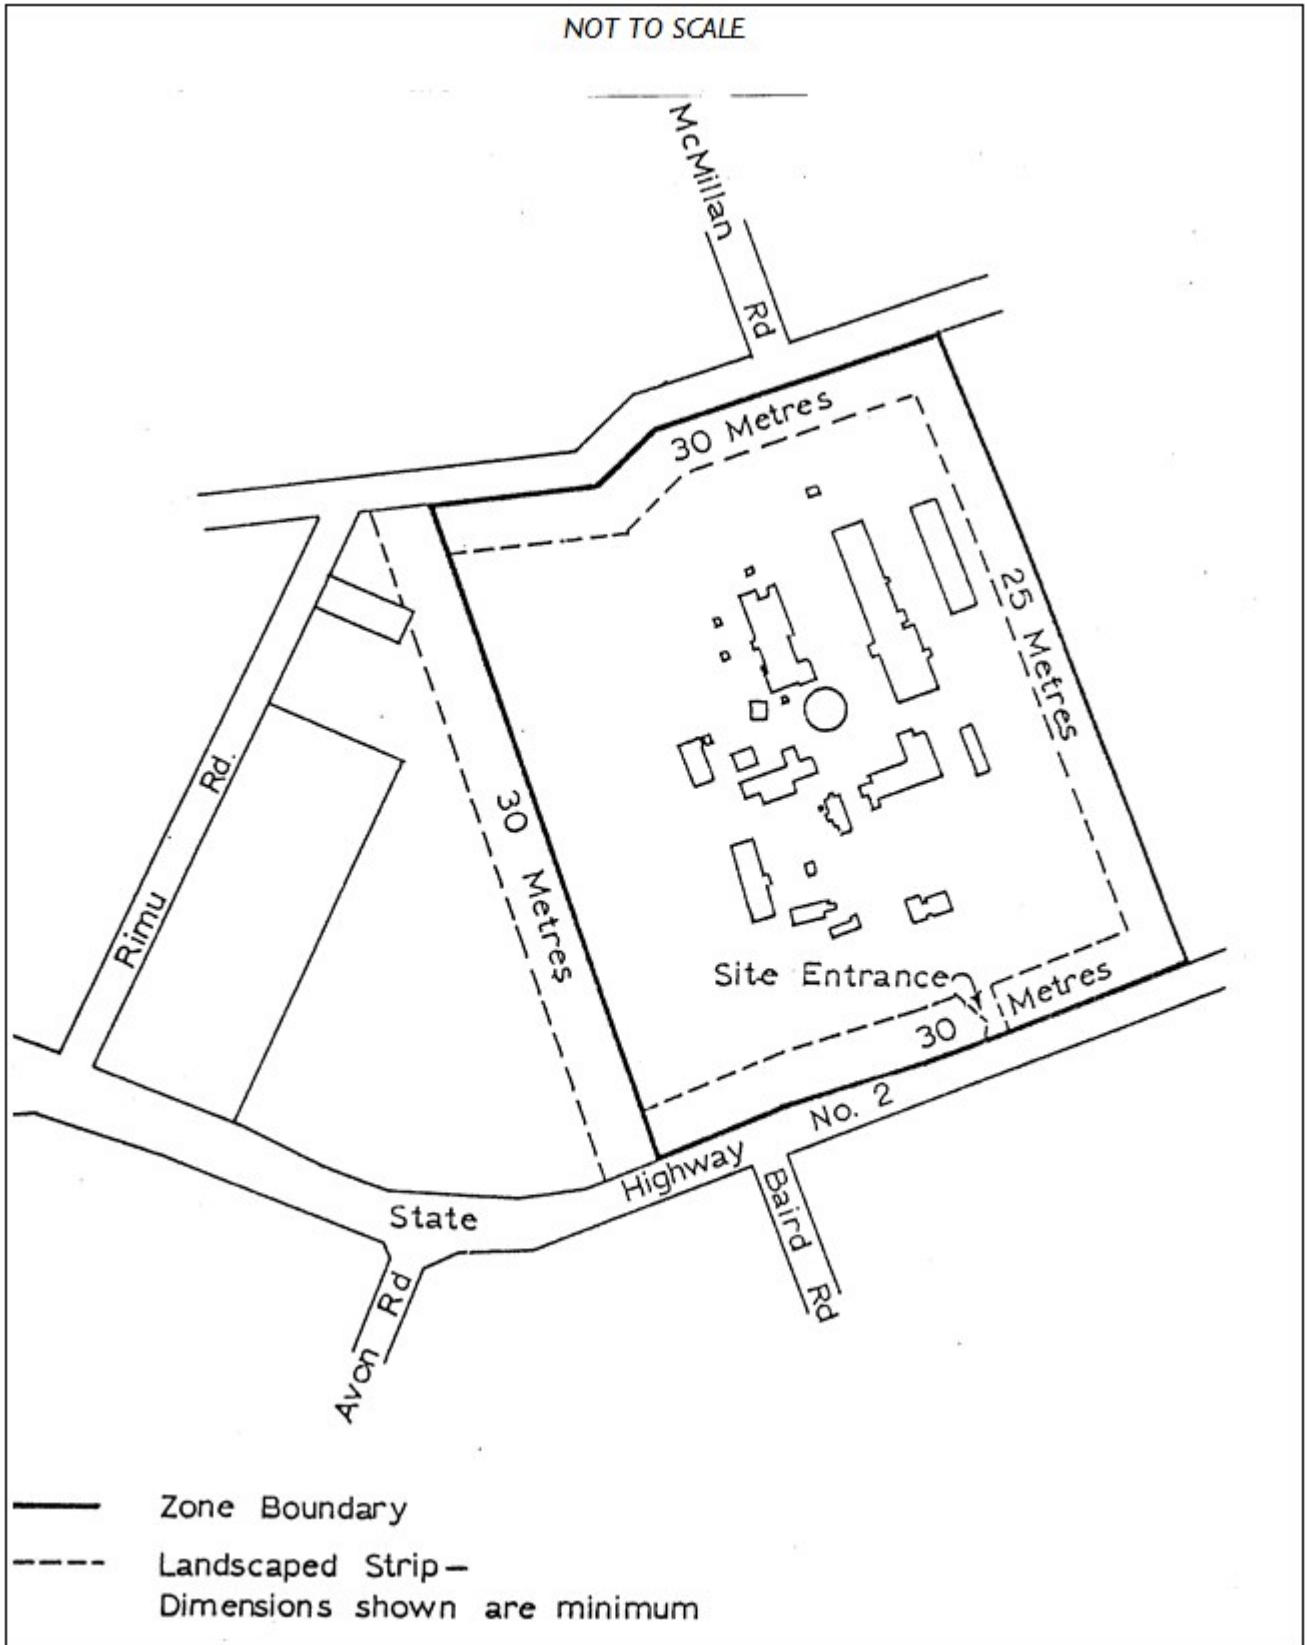 NOT TO SCALE
McMillan Rd
30 Metres
25 Metres
Rimu Rd.
30 Metres
Site Entrance
30 Metres
State Highway No. 2
Baird Rd
Avon Rd
Zone Boundary
Landscaped Strip—
Dimensions shown are minimum